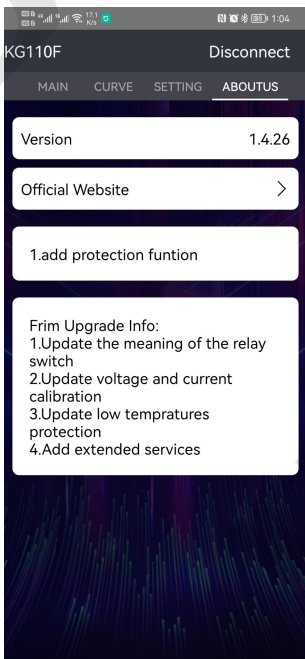 17.1
K/s
1:04
KG110F Disconnect
MAIN CURVE SETTING ABOUTUS
Version 1.4.26
Official Website
1.add protection funtion
Frim Upgrade Info:
1.Update the meaning of the relay
switch
2.Update voltage and current
calibration
3.Update low tempratures
protection
4.Add extended services